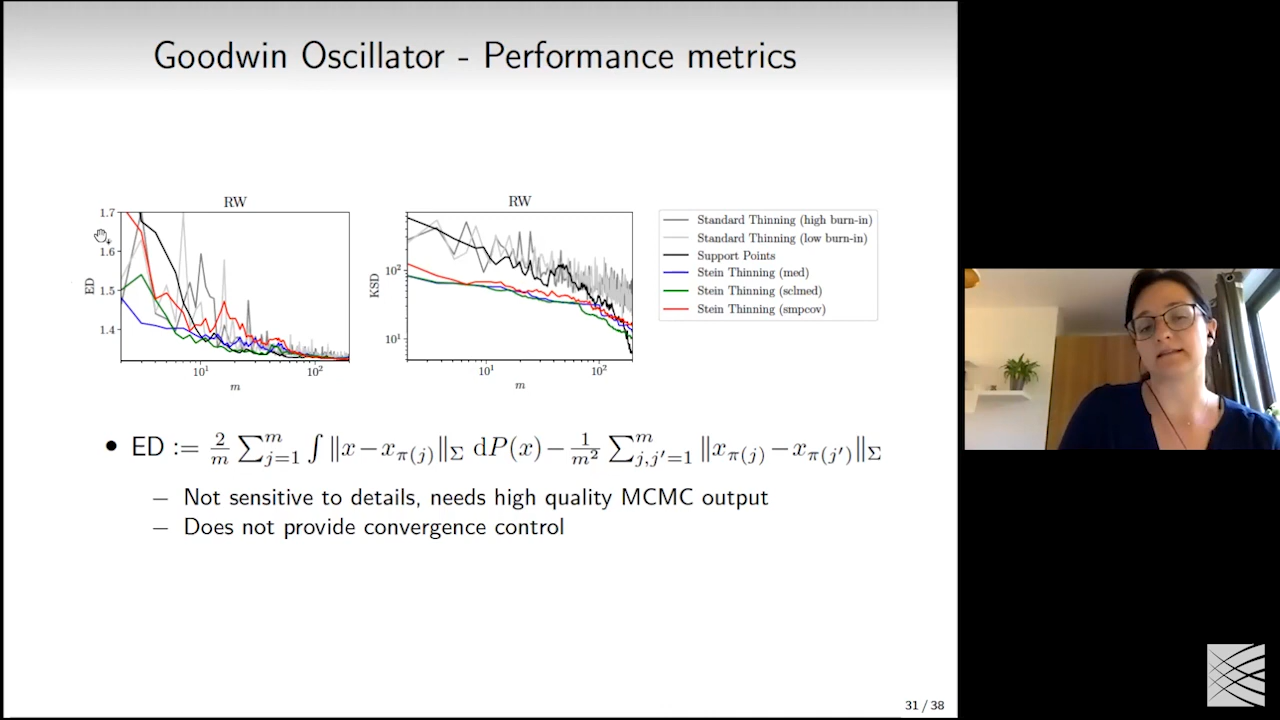 Goodwin Oscillator - Performance metrics
RW
1.7
1.6
1.5
1.4
ED
10¹
10²
m
RW
10²
10¹
KSD
10¹
10²
m
Standard Thinning (high burn-in)
Standard Thinning (low burn-in)
Support Points
Stein Thinning (med)
Stein Thinning (sclmed)
Stein Thinning (smpcov)
• ED := 2/m ∑_{j=1}^{m} ∫ ‖x − x_{π(j)}‖_Σ dP(x) − 1/m² ∑_{j,j′=1}^{m} ‖x_{π(j)} − x_{π(j′)}‖_Σ
– Not sensitive to details, needs high quality MCMC output
– Does not provide convergence control
31 / 38